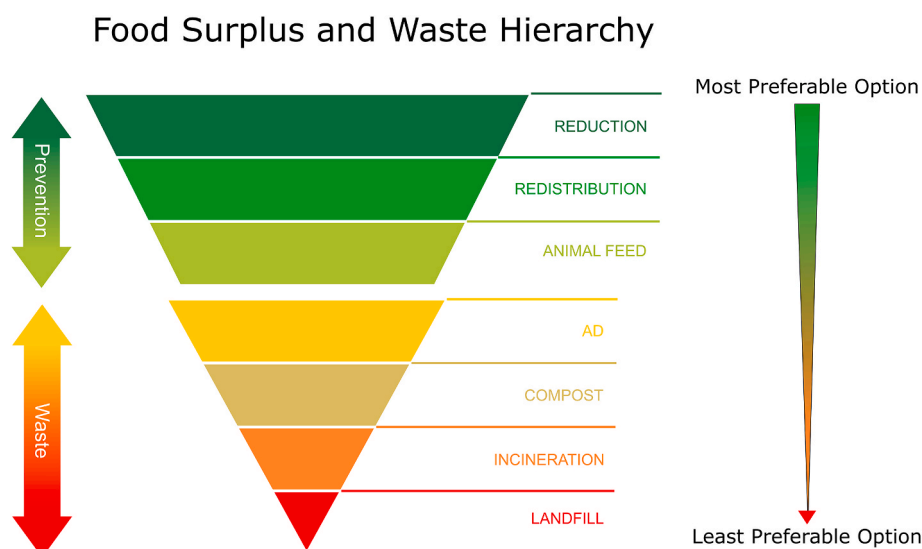 Food Surplus and Waste Hierarchy
Most Preferable Option
REDUCTION
Prevention
REDISTRIBUTION
ANIMAL FEED
AD
COMPOST
Waste
INCINERATION
LANDFILL
Least Preferable Option